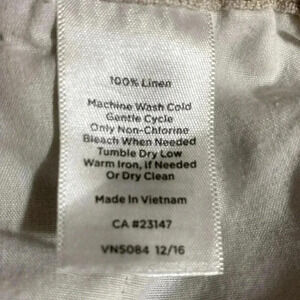 100% Linen
Machine Wash Cold
Gentle Cycle
Only Non-Chlorine
Bleach When Needed
Tumble Dry Low
Warm Iron, if Needed
Or Dry Clean
Made in Vietnam
CA #23147
VN5084 12/16